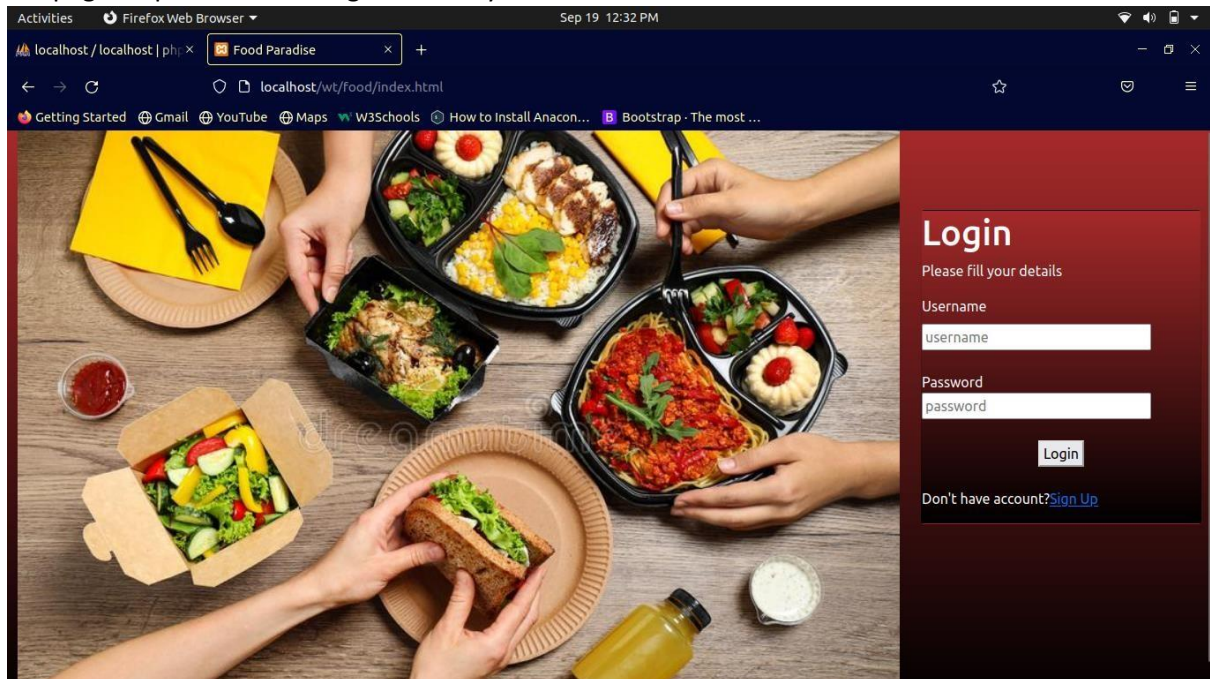 Activities Firefox Web Browser Sep 19 12:32 PM
localhost / localhost | php Food Paradise
localhost/wt/food/index.html
Getting Started Gmail YouTube Maps W3Schools How to Install Anacon... B Bootstrap · The most ...
Login
Please fill your details
Username
username
Password
password
Login
Don't have account?Sign Up
dreamstime